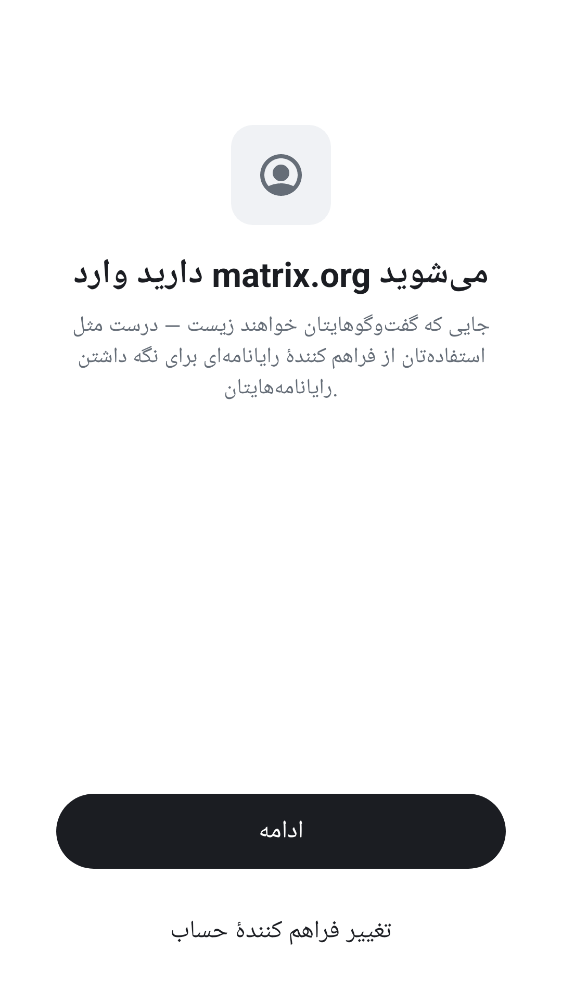 دارید وارد matrix.org می‌شوید
جایی که گفت‌وگوهایتان خواهند زیست — درست مثل
استفاده‌تان از فراهم کنندهٔ رایانامه‌ای برای نگه داشتن
رایانامه‌هایتان.
ادامه
تغییر فراهم کنندهٔ حساب